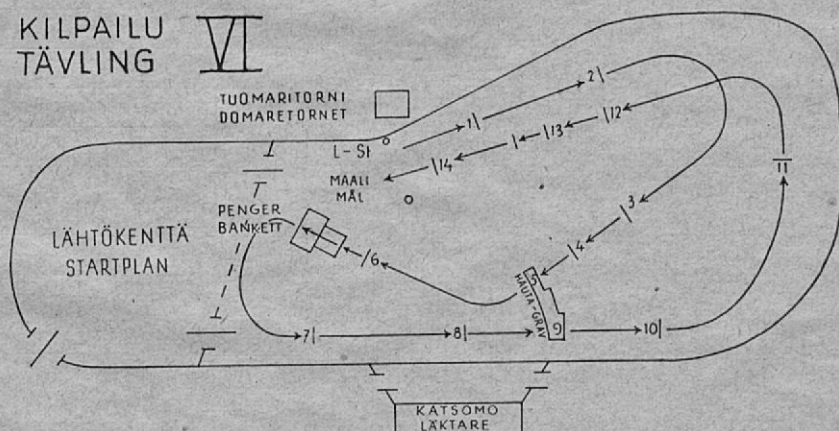 KILPAILU
TÄVLING
VI
TUOMARITORNI
DOMARETORNET
L-St
MAALI
MÅL
PENGER
BANKETT
LÄHTÖKENTTÄ
STARTPLAN
1
2
3
4
5
HAUTA-GRAV
9
6
7
8
10
11
12
13
14
KATSOMO
LÄKTARE